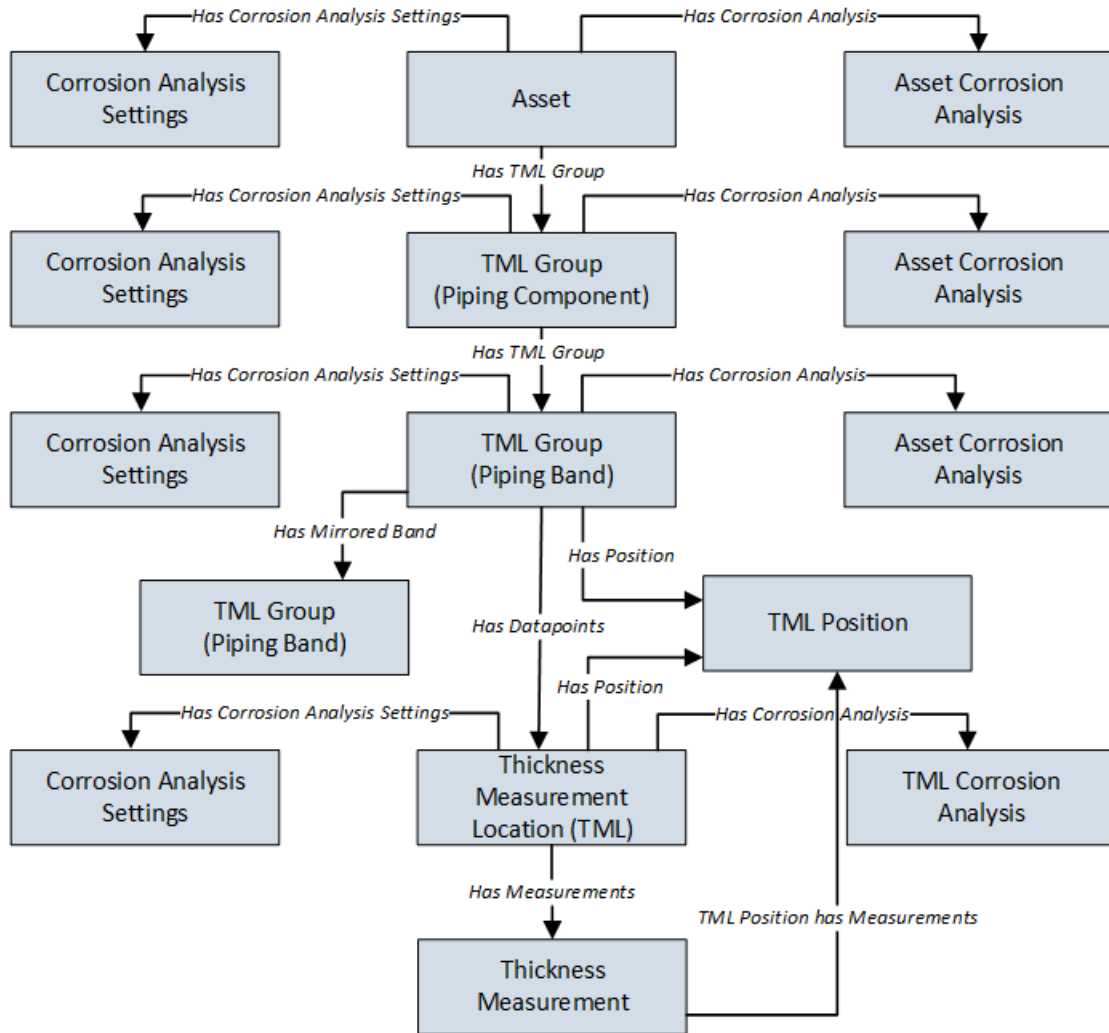 Has Corrosion Analysis Settings
Has Corrosion Analysis
Corrosion Analysis
Settings
Asset
Asset Corrosion
Analysis
Has TML Group
Has Corrosion Analysis Settings
Has Corrosion Analysis
Corrosion Analysis
Settings
TML Group
(Piping Component)
Asset Corrosion
Analysis
Has TML Group
Has Corrosion Analysis Settings
Has Corrosion Analysis
Corrosion Analysis
Settings
TML Group
(Piping Band)
Asset Corrosion
Analysis
Has Mirrored Band
Has Position
TML Group
(Piping Band)
Has Datapoints
TML Position
Has Position
Has Corrosion Analysis Settings
Has Corrosion Analysis
Corrosion Analysis
Settings
Thickness
Measurement
Location (TML)
TML Corrosion
Analysis
Has Measurements
TML Position has Measurements
Thickness
Measurement